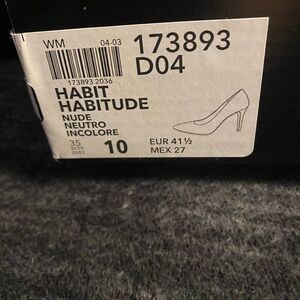 WM 04-03
173893
D04
173893 2036
HABIT
HABITUDE
NUDE
NEUTRO
INCOLORE
35
10
EUR 41½
MEX 27